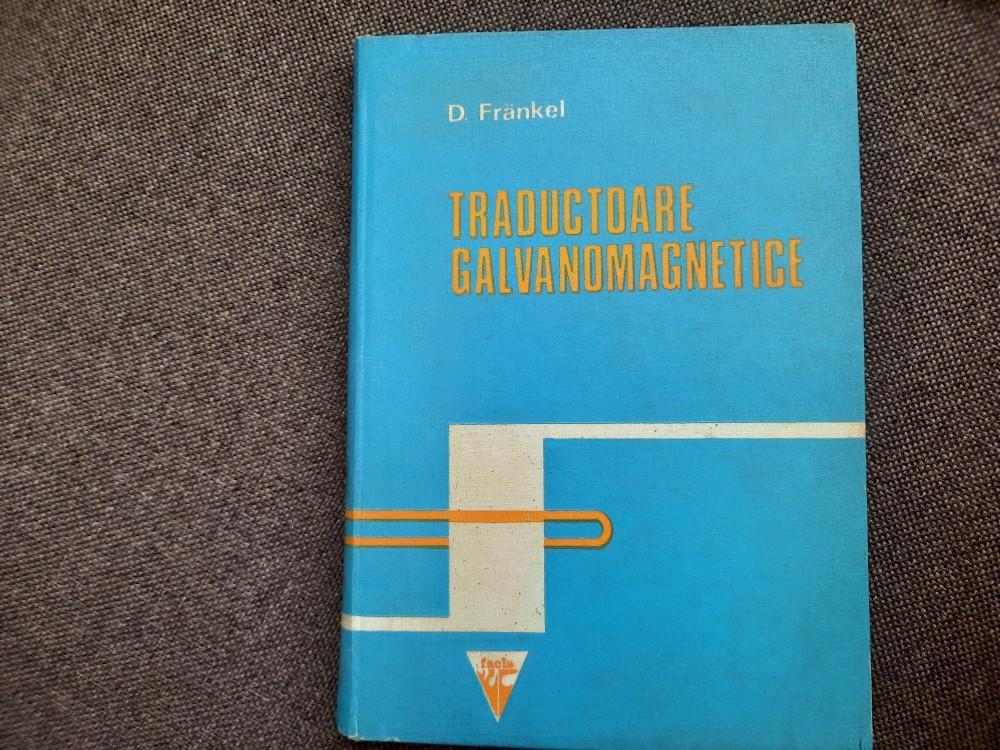 D. Fränkel
TRADUCTOARE
GALVANOMAGNETICE
facla